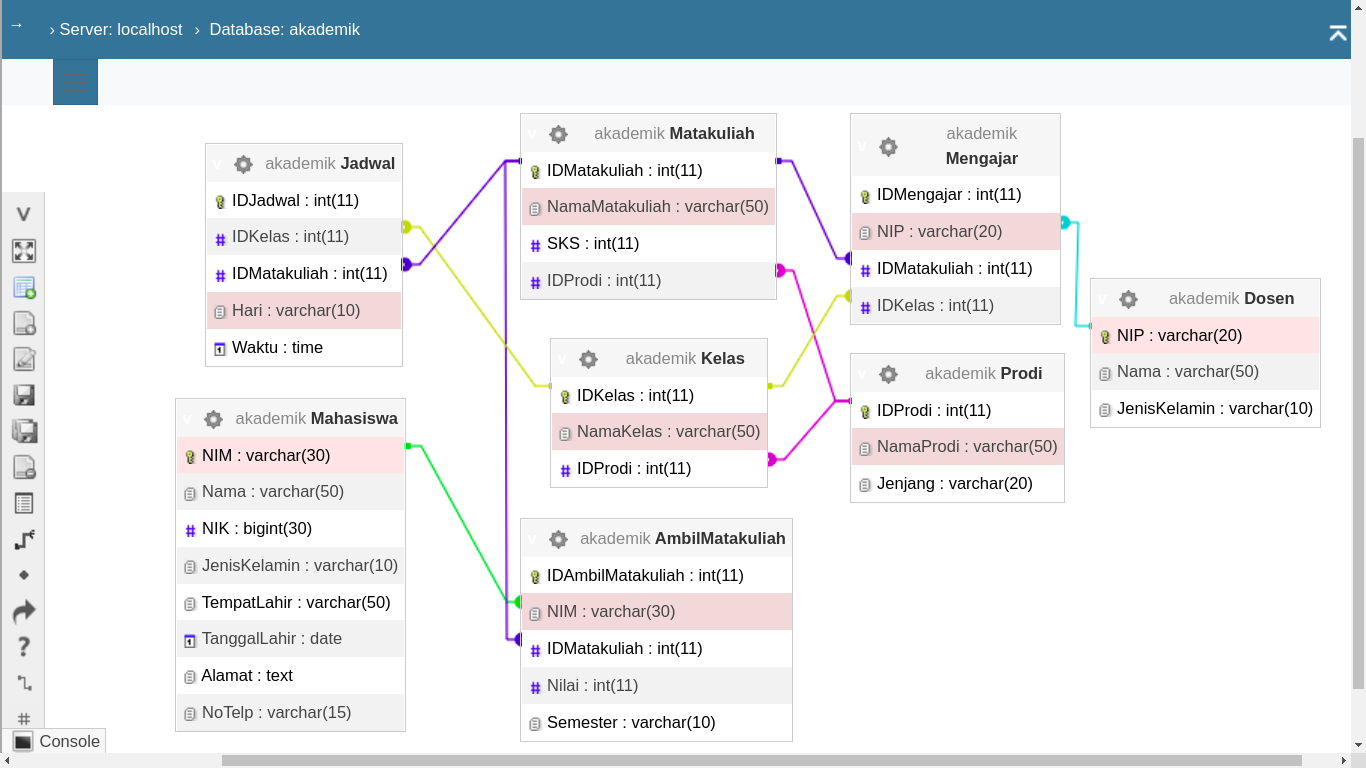 → › Server: localhost › Database: akademik
v akademik Jadwal
IDJadwal : int(11)
# IDKelas : int(11)
# IDMatakuliah : int(11)
Hari : varchar(10)
Waktu : time
v akademik Mahasiswa
NIM : varchar(30)
Nama : varchar(50)
# NIK : bigint(30)
JenisKelamin : varchar(10)
TempatLahir : varchar(50)
TanggalLahir : date
Alamat : text
NoTelp : varchar(15)
v akademik Matakuliah
IDMatakuliah : int(11)
NamaMatakuliah : varchar(50)
# SKS : int(11)
# IDProdi : int(11)
v akademik Kelas
IDKelas : int(11)
NamaKelas : varchar(50)
# IDProdi : int(11)
v akademik AmbilMatakuliah
IDAmbilMatakuliah : int(11)
NIM : varchar(30)
# IDMatakuliah : int(11)
# Nilai : int(11)
Semester : varchar(10)
v akademik
Mengajar
IDMengajar : int(11)
NIP : varchar(20)
# IDMatakuliah : int(11)
# IDKelas : int(11)
v akademik Prodi
IDProdi : int(11)
NamaProdi : varchar(50)
Jenjang : varchar(20)
v akademik Dosen
NIP : varchar(20)
Nama : varchar(50)
JenisKelamin : varchar(10)
V
?
#
Console